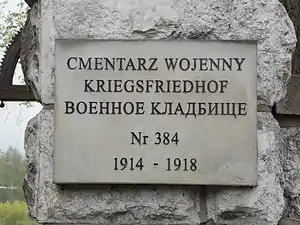 CMENTARZ WOJENNY
KRIEGSFRIEDHOF
ВОЕННОЕ КЛАДБИЩЕ
Nr 384
1914 - 1918